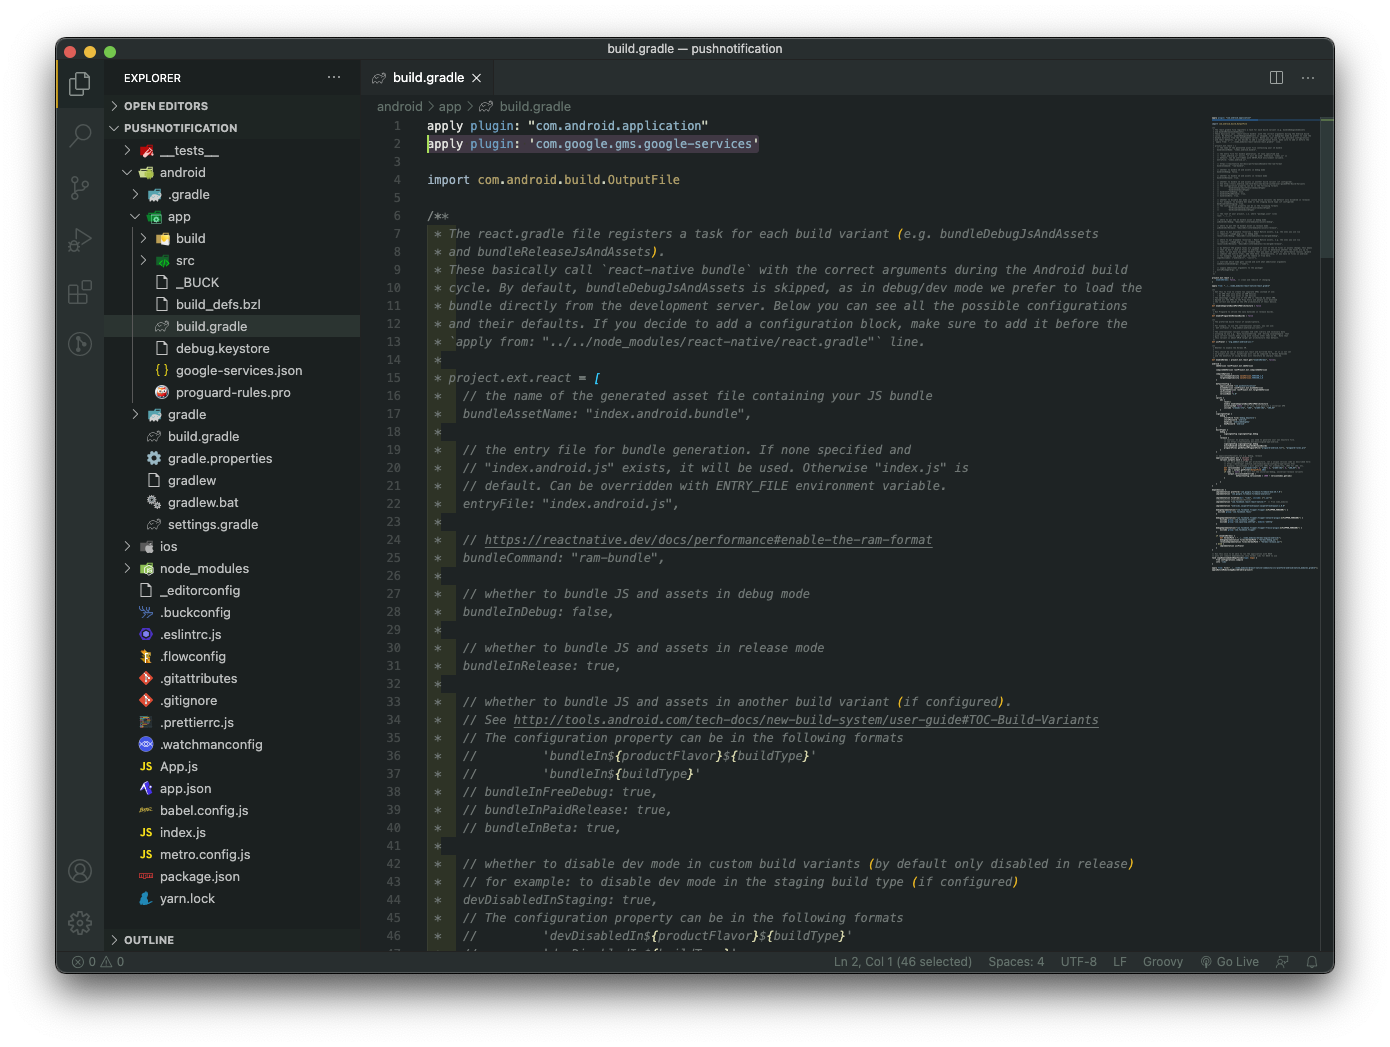 build.gradle — pushnotification
EXPLORER
OPEN EDITORS
PUSHNOTIFICATION
__tests__
android
.gradle
app
build
src
_BUCK
build_defs.bzl
build.gradle
debug.keystore
google-services.json
proguard-rules.pro
gradle
build.gradle
gradle.properties
gradlew
gradlew.bat
settings.gradle
ios
node_modules
_editorconfig
.buckconfig
.eslintrc.js
.flowconfig
.gitattributes
.gitignore
.prettierrc.js
.watchmanconfig
App.js
app.json
babel.config.js
index.js
metro.config.js
package.json
yarn.lock
OUTLINE
build.gradle
android > app > build.gradle
1 apply plugin: "com.android.application"
2 apply plugin: 'com.google.gms.google-services'
3
4 import com.android.build.OutputFile
5
6 /**
7 * The react.gradle file registers a task for each build variant (e.g. bundleDebugJsAndAssets
8 * and bundleReleaseJsAndAssets).
9 * These basically call `react-native bundle` with the correct arguments during the Android build
10 * cycle. By default, bundleDebugJsAndAssets is skipped, as in debug/dev mode we prefer to load the
11 * bundle directly from the development server. Below you can see all the possible configurations
12 * and their defaults. If you decide to add a configuration block, make sure to add it before the
13 * `apply from: "../../node_modules/react-native/react.gradle"` line.
14 *
15 * project.ext.react = [
16 * // the name of the generated asset file containing your JS bundle
17 * bundleAssetName: "index.android.bundle",
18 *
19 * // the entry file for bundle generation. If none specified and
20 * // "index.android.js" exists, it will be used. Otherwise "index.js" is
21 * // default. Can be overridden with ENTRY_FILE environment variable.
22 * entryFile: "index.android.js",
23 *
24 * // https://reactnative.dev/docs/performance#enable-the-ram-format
25 * bundleCommand: "ram-bundle",
26 *
27 * // whether to bundle JS and assets in debug mode
28 * bundleInDebug: false,
29 *
30 * // whether to bundle JS and assets in release mode
31 * bundleInRelease: true,
32 *
33 * // whether to bundle JS and assets in another build variant (if configured).
34 * // See http://tools.android.com/tech-docs/new-build-system/user-guide#TOC-Build-Variants
35 * // The configuration property can be in the following formats
36 * // 'bundleIn${productFlavor}${buildType}'
37 * // 'bundleIn${buildType}'
38 * // bundleInFreeDebug: true,
39 * // bundleInPaidRelease: true,
40 * // bundleInBeta: true,
41 *
42 * // whether to disable dev mode in custom build variants (by default only disabled in release)
43 * // for example: to disable dev mode in the staging build type (if configured)
44 * devDisabledInStaging: true,
45 * // The configuration property can be in the following formats
46 * // 'devDisabledIn${productFlavor}${buildType}'
0 0
Ln 2, Col 1 (46 selected) Spaces: 4 UTF-8 LF Groovy Go Live